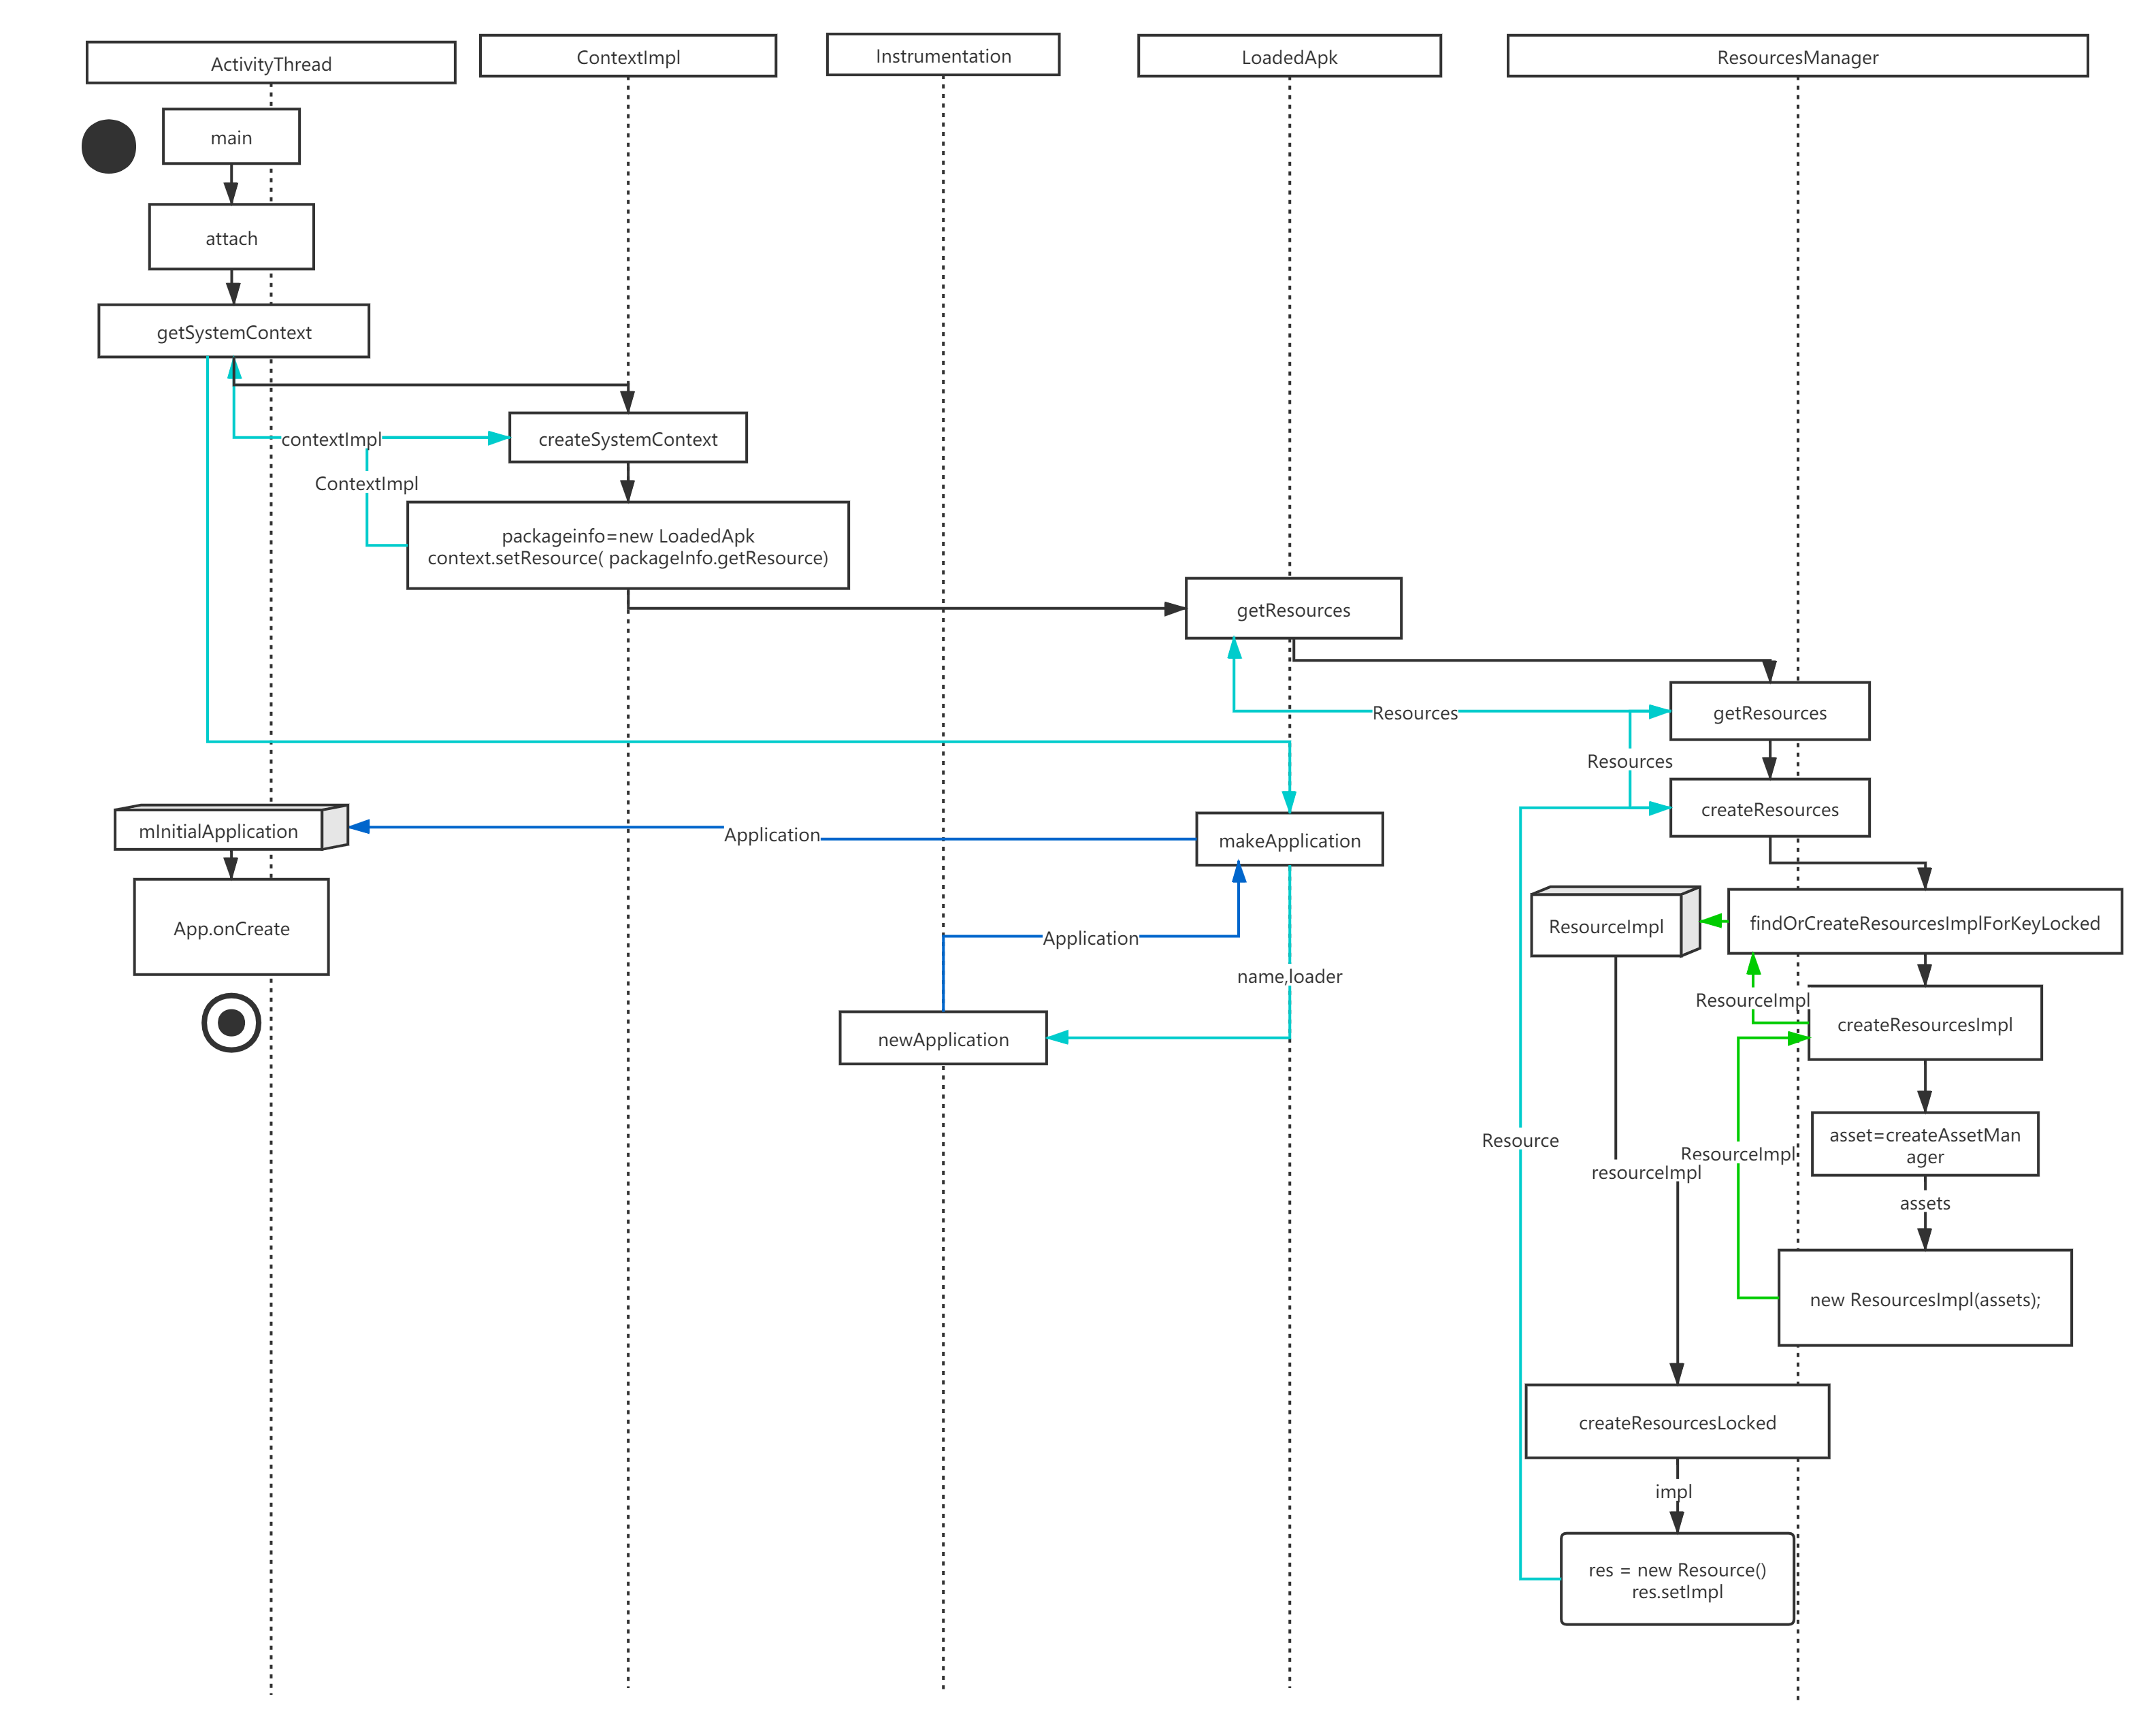 ActivityThread
ContextImpl
Instrumentation
LoadedApk
ResourcesManager
main
attach
getSystemContext
contextImpl
createSystemContext
ContextImpl
packageinfo=new LoadedApk
context.setResource( packageInfo.getResource)
getResources
Resources
getResources
Resources
createResources
mInitialApplication
Application
makeApplication
App.onCreate
Application
name,loader
newApplication
ResourceImpl
findOrCreateResourcesImplForKeyLocked
ResourceImpl
createResourcesImpl
Resource
resourceImpl
ResourceImpl
asset=createAssetMan
ager
assets
new ResourcesImpl(assets);
createResourcesLocked
impl
res = new Resource()
res.setImpl